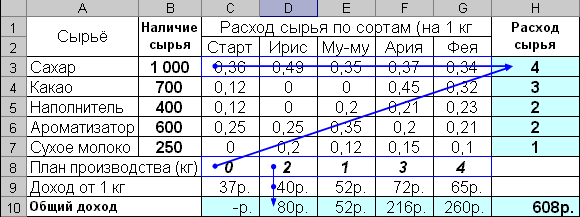 A B C D E F G H
1 Сырьё Наличие сырья Расход сырья по сортам (на 1 кг Расход сырья
2 Старт Ирис Му-му Ария Фея
3 Сахар 1 000 0,36 0,49 0,35 0,37 0,34 4
4 Какао 700 0,12 0 0 0,45 0,32 3
5 Наполнитель 400 0,12 0 0,2 0,21 0,23 2
6 Ароматизатор 600 0,25 0,25 0,35 0,2 0,21 2
7 Сухое молоко 250 0 0,2 0,12 0,15 0,1 1
8 План производства (кг) 0 2 1 3 4
9 Доход от 1 кг 37р. 40р. 52р. 72р. 65р.
10 Общий доход -р. 80р. 52р. 216р. 260р. 608р.